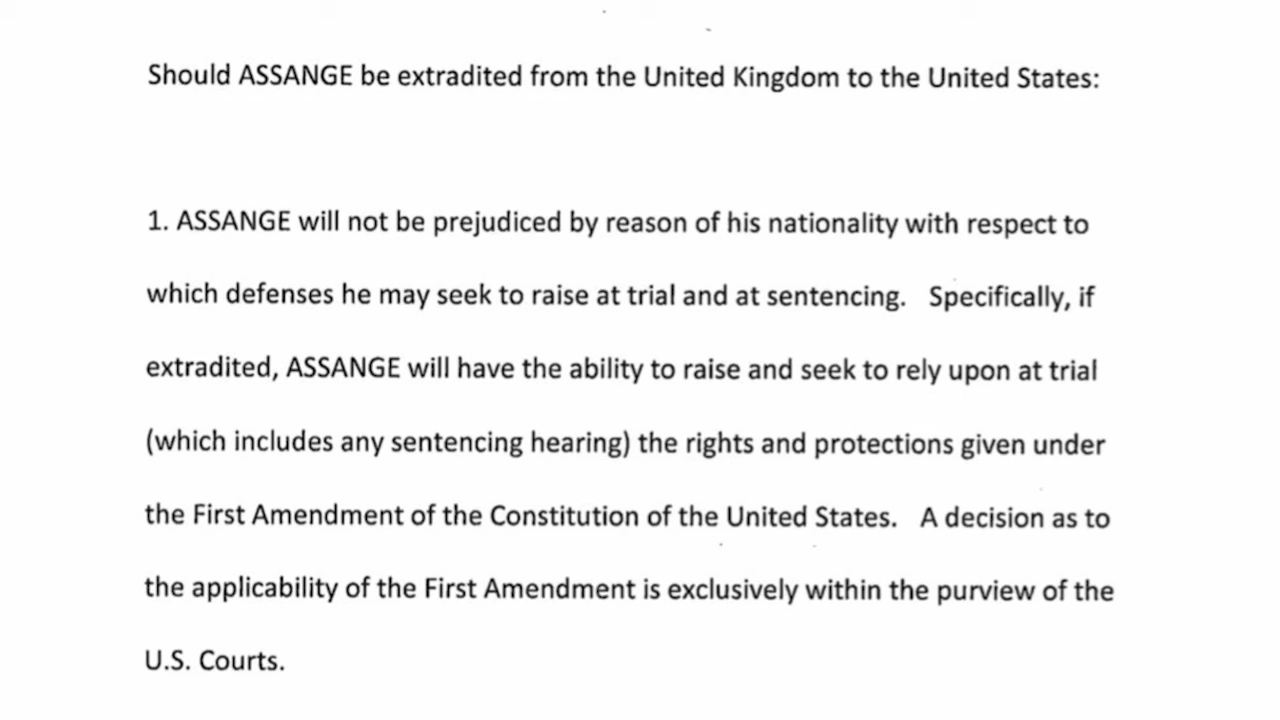 Should ASSANGE be extradited from the United Kingdom to the United States:
1. ASSANGE will not be prejudiced by reason of his nationality with respect to
which defenses he may seek to raise at trial and at sentencing. Specifically, if
extradited, ASSANGE will have the ability to raise and seek to rely upon at trial
(which includes any sentencing hearing) the rights and protections given under
the First Amendment of the Constitution of the United States. A decision as to
the applicability of the First Amendment is exclusively within the purview of the
U.S. Courts.